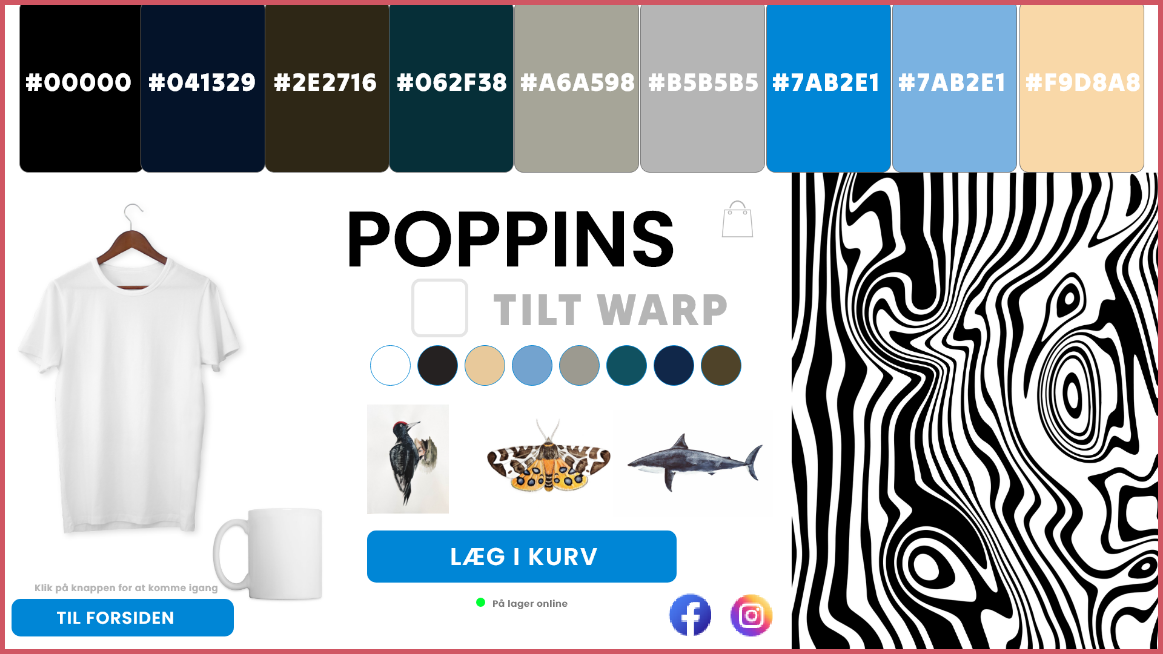 #00000 #041329 #2E2716 #062F38 #A6A598 #B5B5B5 #7AB2E1 #7AB2E1 #F9D8A8
POPPINS
TILT WARP
LÆG I KURV
På lager online
Klik på knappen for at komme igang
TIL FORSIDEN